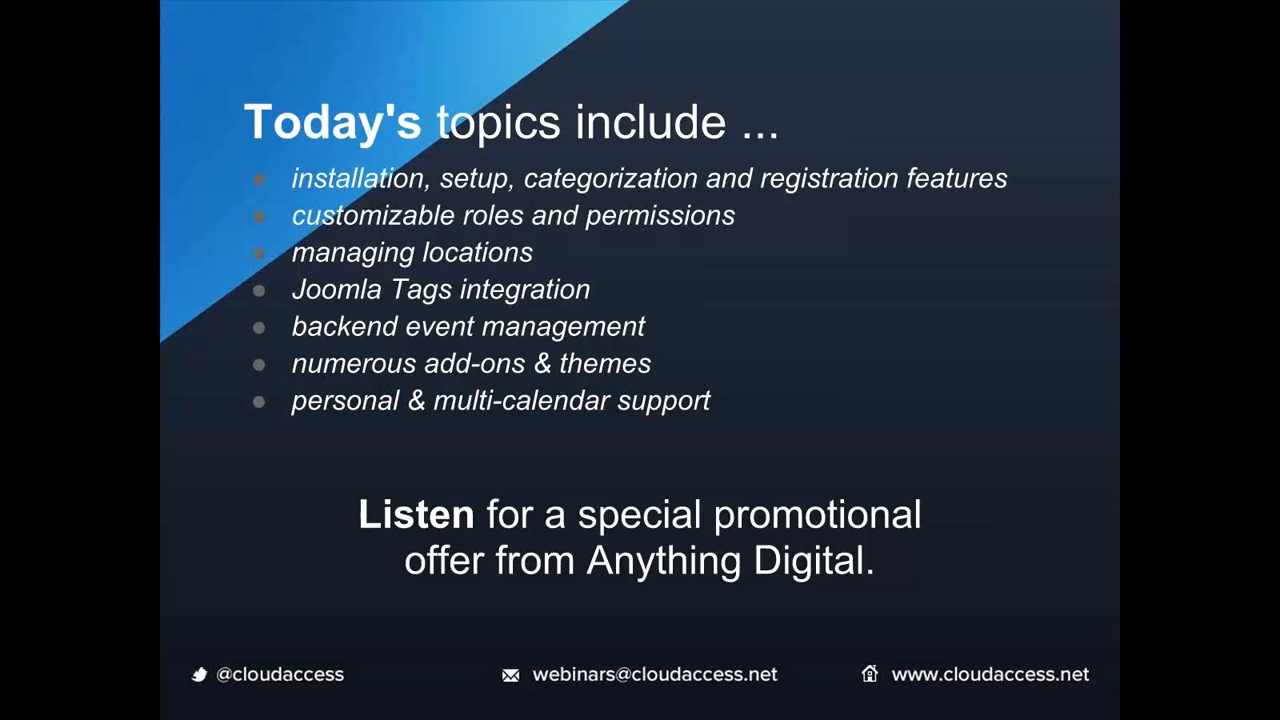 Today's topics include ...
installation, setup, categorization and registration features
customizable roles and permissions
managing locations
Joomla Tags integration
backend event management
numerous add-ons & themes
personal & multi-calendar support
Listen for a special promotional
offer from Anything Digital.
@cloudaccess webinars@cloudaccess.net www.cloudaccess.net